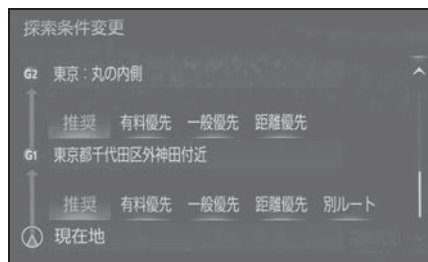 探索条件変更
G2 東京：丸の内側
推奨 有料優先 一般優先 距離優先
G1 東京都千代田区外神田付近
推奨 有料優先 一般優先 距離優先 別ルート
現在地